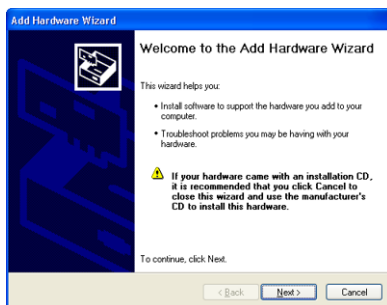 Add Hardware Wizard
Welcome to the Add Hardware Wizard
This wizard helps you:
• Install software to support the hardware you add to your
computer.
• Troubleshoot problems you may be having with your
hardware.
If your hardware came with an installation CD,
it is recommended that you click Cancel to
close this wizard and use the manufacturer's
CD to install this hardware.
To continue, click Next.
< Back Next > Cancel